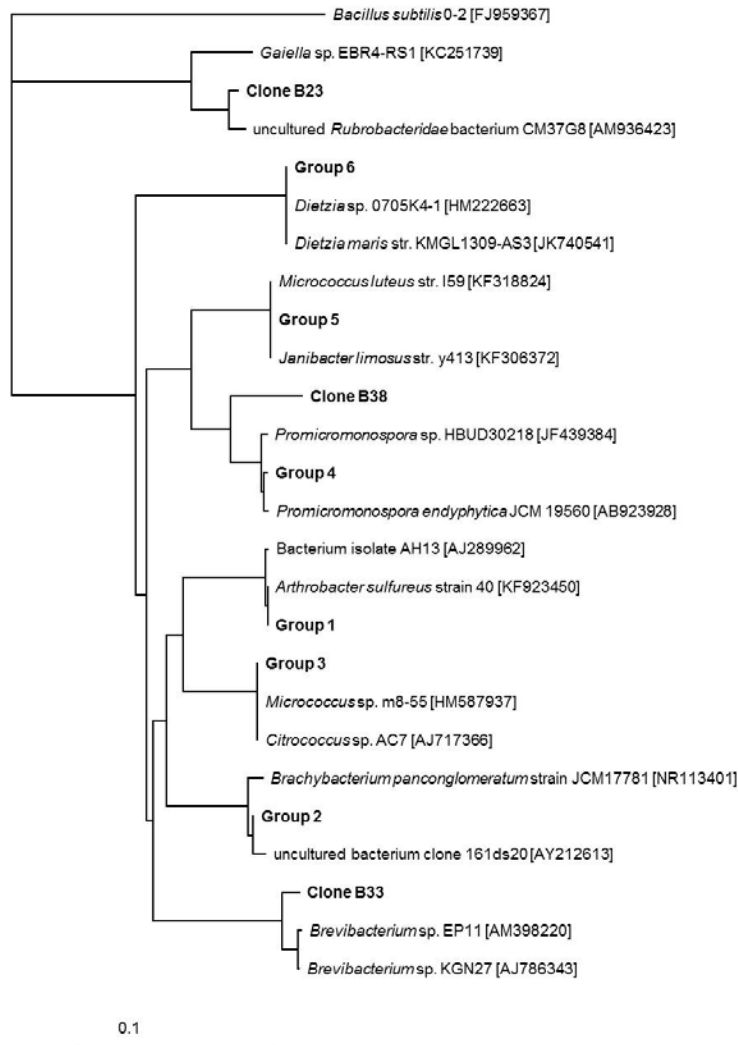 Bacillus subtilis 0-2 [FJ959367]
Gaiella sp. EBR4-RS1 [KC251739]
Clone B23
uncultured Rubrobacteridae bacterium CM37G8 [AM936423]
Group 6
Dietzia sp. 0705K4-1 [HM222663]
Dietzia maris str. KMGL1309-AS3 [JK740541]
Micrococcus luteus str. I59 [KF318824]
Group 5
Janibacter limosus str. y413 [KF306372]
Clone B38
Promicromonospora sp. HBUD30218 [JF439384]
Group 4
Promicromonospora endyphytica JCM 19560 [AB923928]
Bacterium isolate AH13 [AJ289962]
Arthrobacter sulfureus strain 40 [KF923450]
Group 1
Group 3
Micrococcus sp. m8-55 [HM587937]
Citrococcus sp. AC7 [AJ717366]
Brachybacterium panconglomeratum strain JCM17781 [NR113401]
Group 2
uncultured bacterium clone 161ds20 [AY212613]
Clone B33
Brevibacterium sp. EP11 [AM398220]
Brevibacterium sp. KGN27 [AJ786343]
0.1